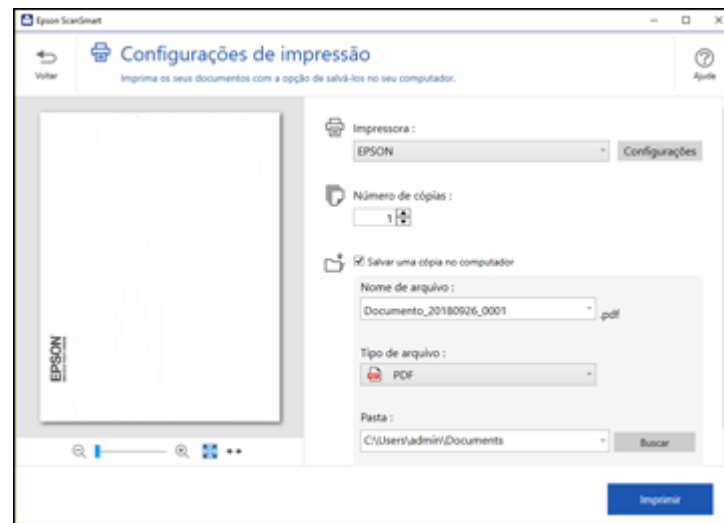 Epson ScanSmart
Voltar
Configurações de impressão
Imprima os seus documentos com a opção de salvá-los no seu computador.
Ajuda
Impressora :
EPSON
Configurações
Número de cópias :
1
Salvar uma cópia no computador
Nome de arquivo :
Documento_20180926_0001
.pdf
Tipo de arquivo :
PDF
Pasta :
C:\Users\admin\Documents
Buscar
EPSON
Imprimir